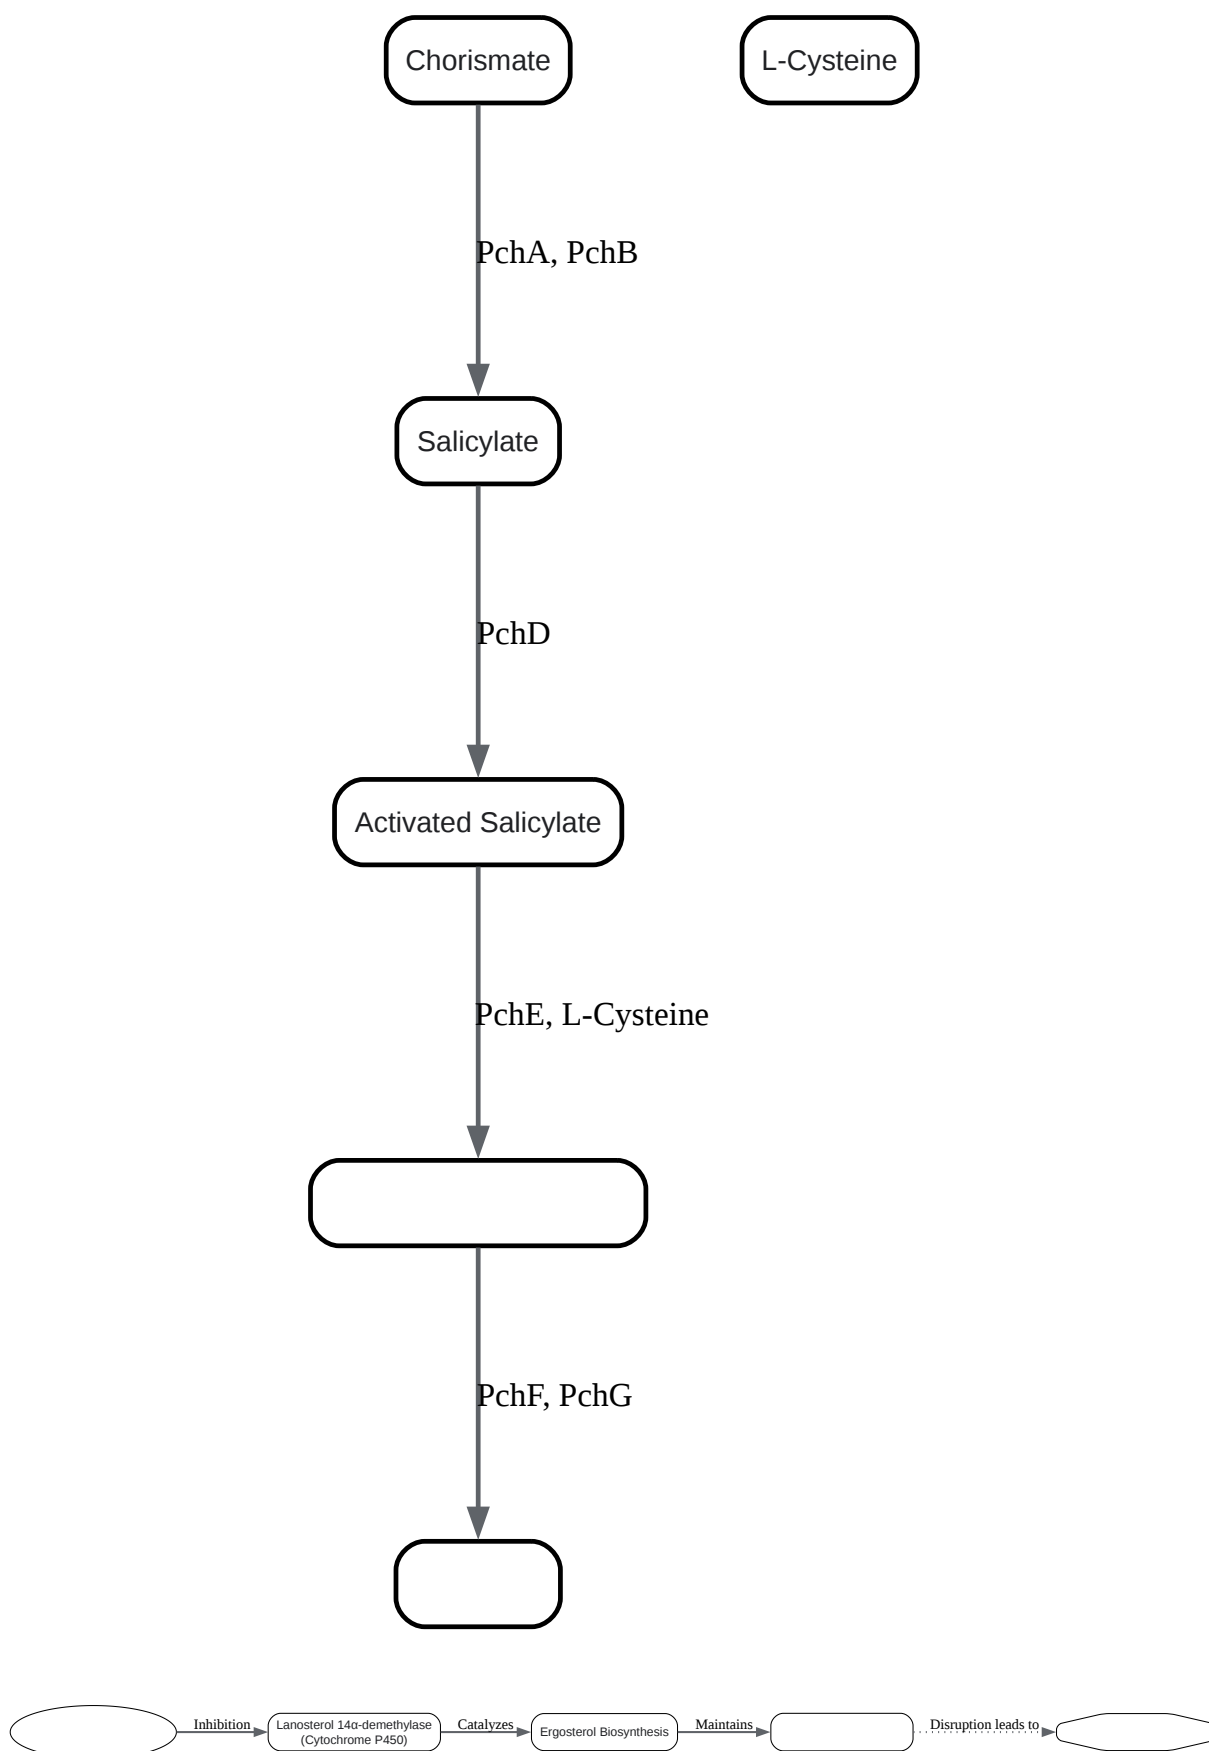 Chorismate
L-Cysteine
PchA, PchB
Salicylate
PchD
Activated Salicylate
PchE, L-Cysteine
PchF, PchG
Inhibition
Lanosterol 14α-demethylase
(Cytochrome P450)
Catalyzes
Ergosterol Biosynthesis
Maintains
Disruption leads to